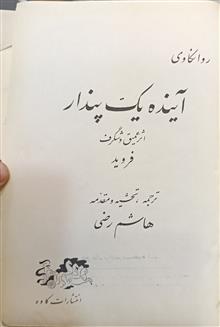 روانکاوی
آینده یک پندار
اثر عمیق و شگرف
فروید
ترجمه، تحشیه و مقدمه
هاشم رضی
انتشارات کاوه